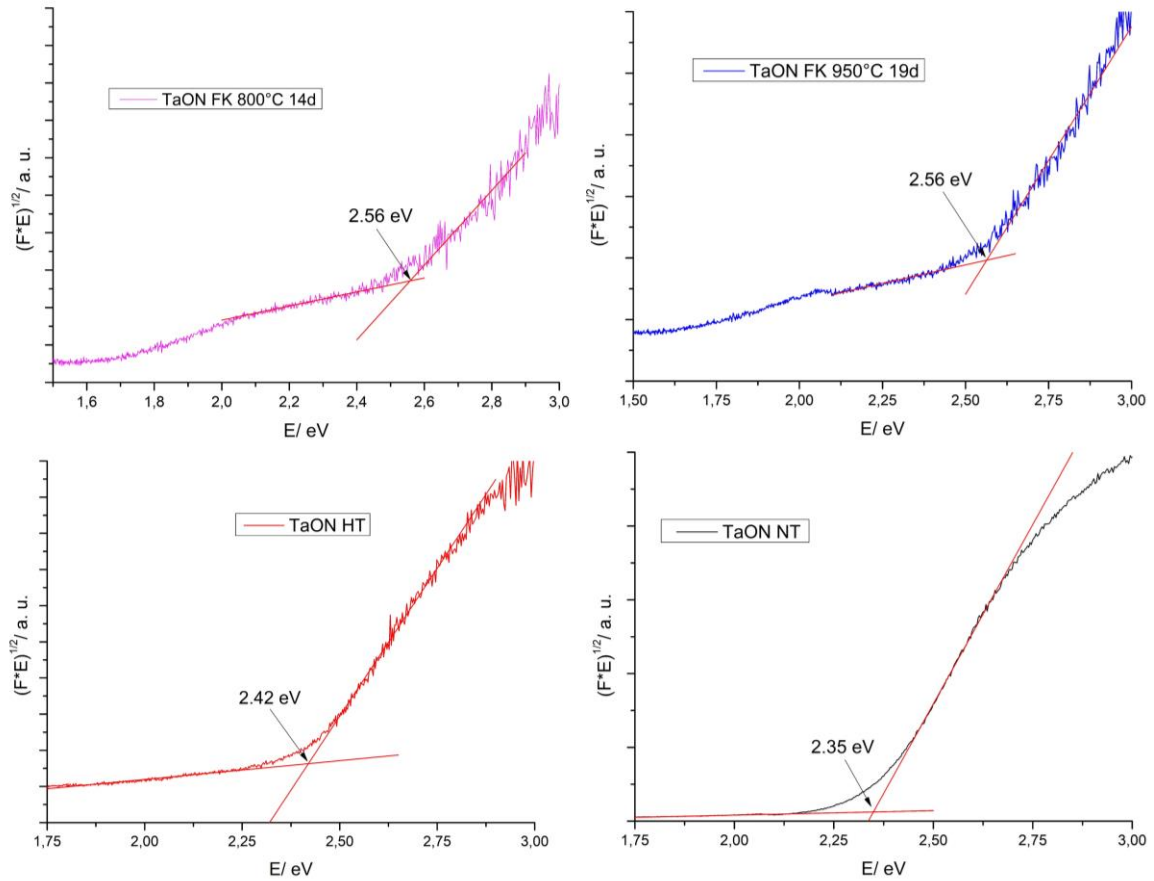 TaON FK 800°C 14d
(F*E)1/2/ a. u.
2.56 eV
1,6 1,8 2,0 2,2 2,4 2,6 2,8 3,0
E/ eV
TaON FK 950°C 19d
(F*E)1/2/ a. u.
2.56 eV
1,50 1,75 2,00 2,25 2,50 2,75 3,00
E/ eV
TaON HT
(F*E)1/2/ a. u.
2.42 eV
1,75 2,00 2,25 2,50 2,75 3,00
E/ eV
TaON NT
(F*E)1/2/ a. u.
2.35 eV
1,75 2,00 2,25 2,50 2,75 3,00
E/ eV